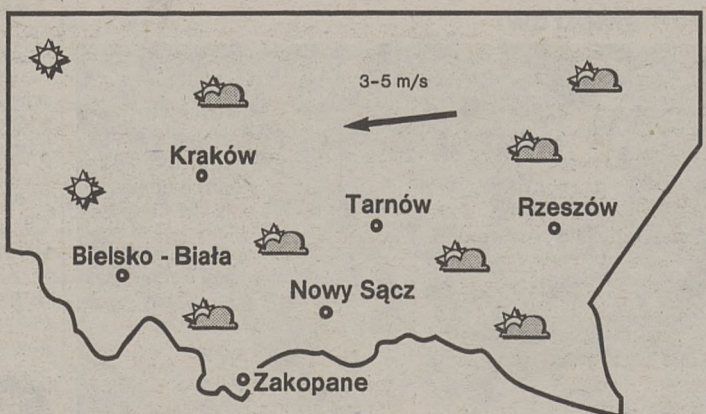 3-5 m/s
Kraków
Tarnów
Rzeszów
Bielsko - Biała
Nowy Sącz
Zakopane